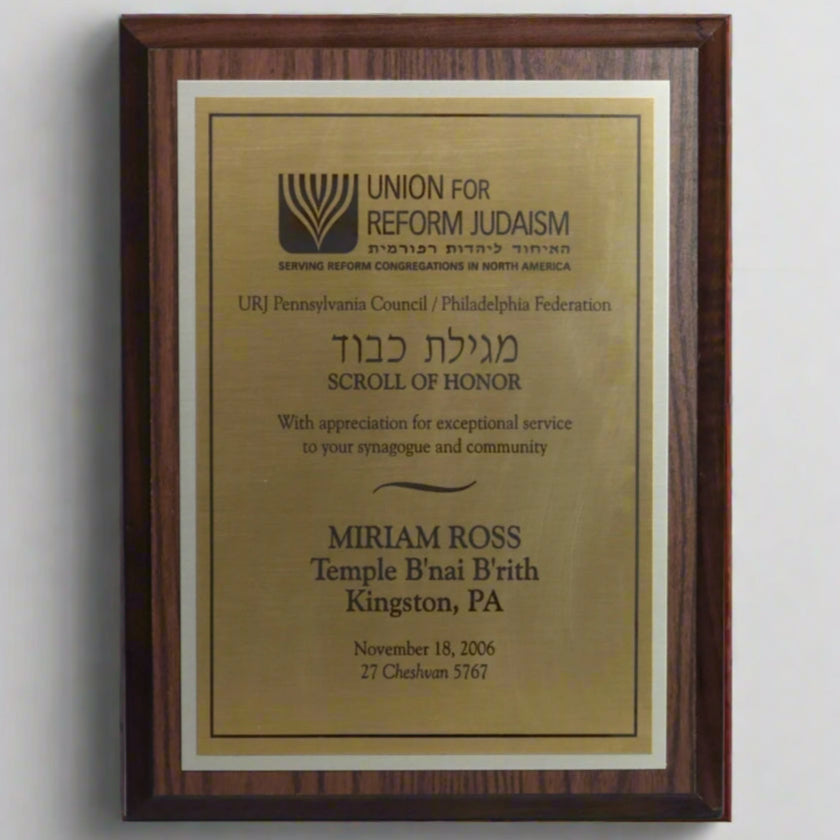 UNION FOR
REFORM JUDAISM
האיחוד ליהדות רפורמית
SERVING REFORM CONGREGATIONS IN NORTH AMERICA
URJ Pennsylvania Council / Philadelphia Federation
מגילת כבוד
SCROLL OF HONOR
With appreciation for exceptional service
to your synagogue and community
MIRIAM ROSS
Temple B'nai B'rith
Kingston, PA
November 18, 2006
27 Cheshvan 5767